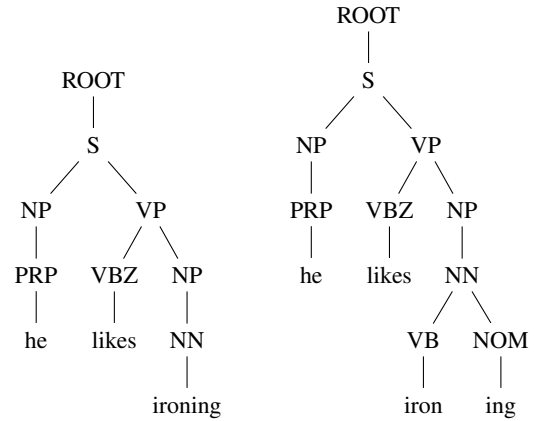 ROOT
S
NP VP
PRP VBZ NP
he likes NN
ironing
ROOT
S
NP VP
PRP VBZ NP
he likes NN
VB NOM
iron ing